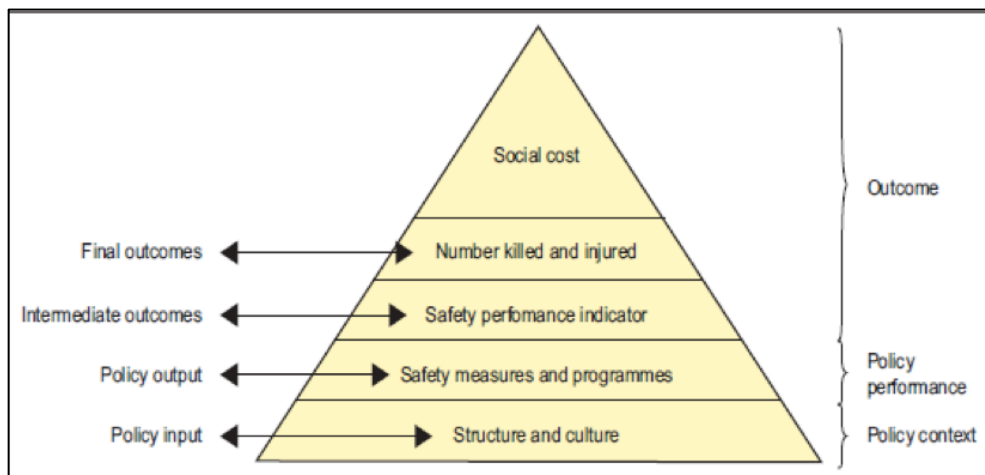 Social cost
Outcome
Final outcomes
Number killed and injured
Intermediate outcomes
Safety perfomance indicator
Policy output
Safety measures and programmes
Policy
performance
Policy input
Structure and culture
Policy context